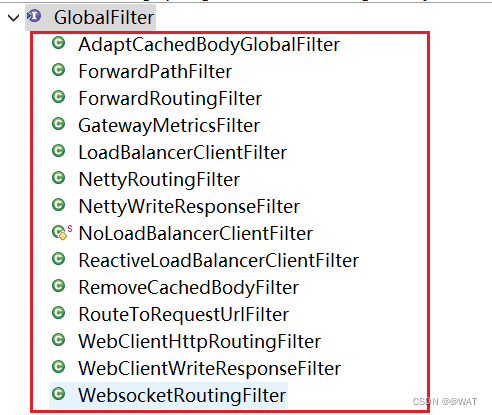 GlobalFilter
AdaptCachedBodyGlobalFilter
ForwardPathFilter
ForwardRoutingFilter
GatewayMetricsFilter
LoadBalancerClientFilter
NettyRoutingFilter
NettyWriteResponseFilter
NoLoadBalancerClientFilter
ReactiveLoadBalancerClientFilter
RemoveCachedBodyFilter
RouteToRequestUrlFilter
WebClientHttpRoutingFilter
WebClientWriteResponseFilter
WebsocketRoutingFilter
CSDN @@WAT